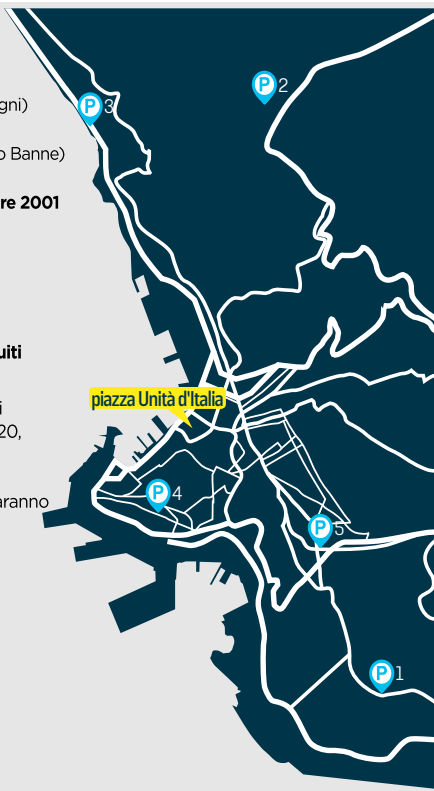 gni)
o Banne)
re 2001
uiti
i
20,
aranno
P 2
P 3
piazza Unità d'Italia
P 4
P 5
P 1